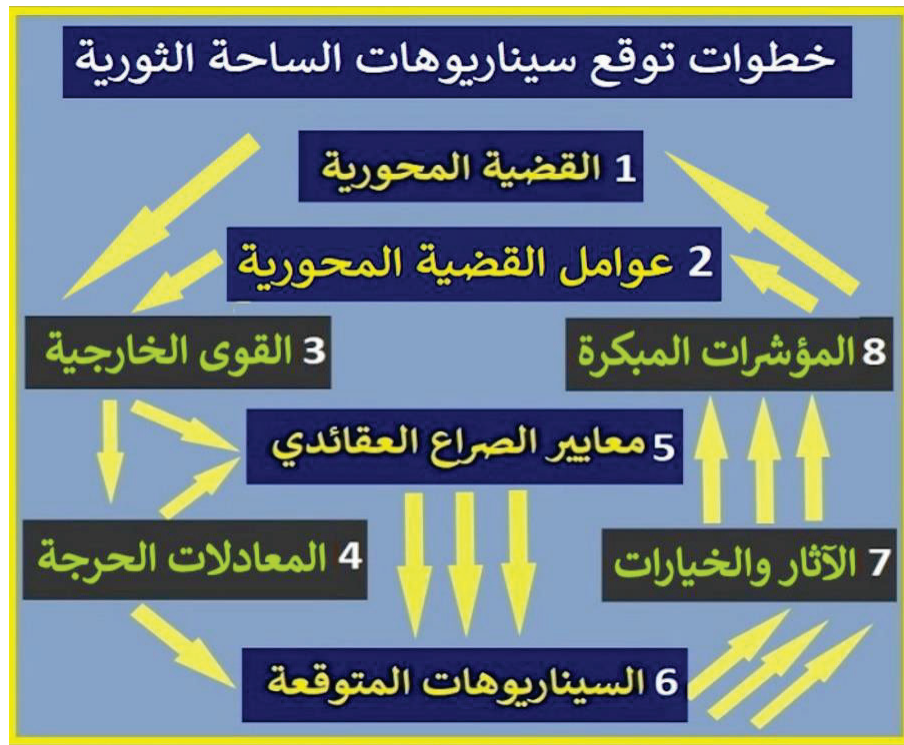 خطوات توقع سيناريوهات الساحة الثورية
1 القضية المحورية
2 عوامل القضية المحورية
3 القوى الخارجية
4 المعادلات الحرجة
5 معايير الصراع العقائدي
6 السيناريوهات المتوقعة
7 الآثار والخيارات
8 المؤشرات المبكرة